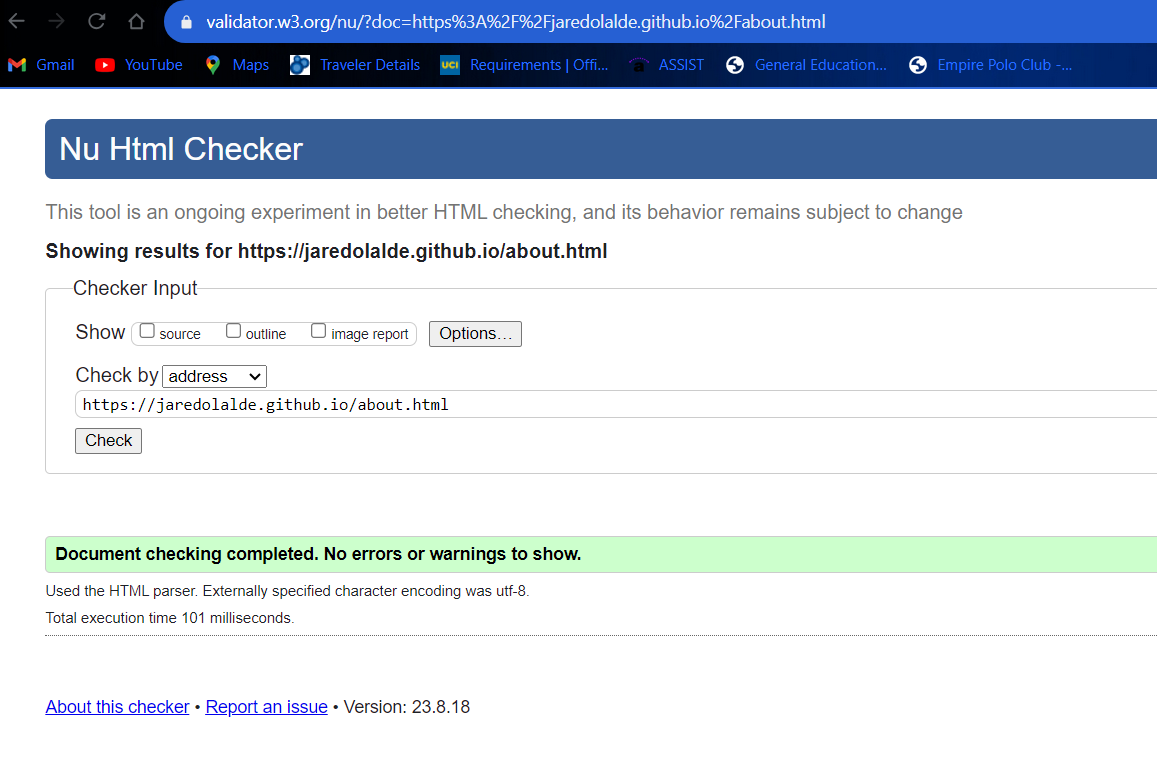 validator.w3.org/nu/?doc=https%3A%2F%2Fjaredolalde.github.io%2Fabout.html
Gmail YouTube Maps Traveler Details UCI Requirements | Offi... ASSIST General Education... Empire Polo Club -...
Nu Html Checker
This tool is an ongoing experiment in better HTML checking, and its behavior remains subject to change
Showing results for https://jaredolalde.github.io/about.html
Checker Input
Show source outline image report Options...
Check by address
https://jaredolalde.github.io/about.html
Check
Document checking completed. No errors or warnings to show.
Used the HTML parser. Externally specified character encoding was utf-8.
Total execution time 101 milliseconds.
About this checker • Report an issue • Version: 23.8.18